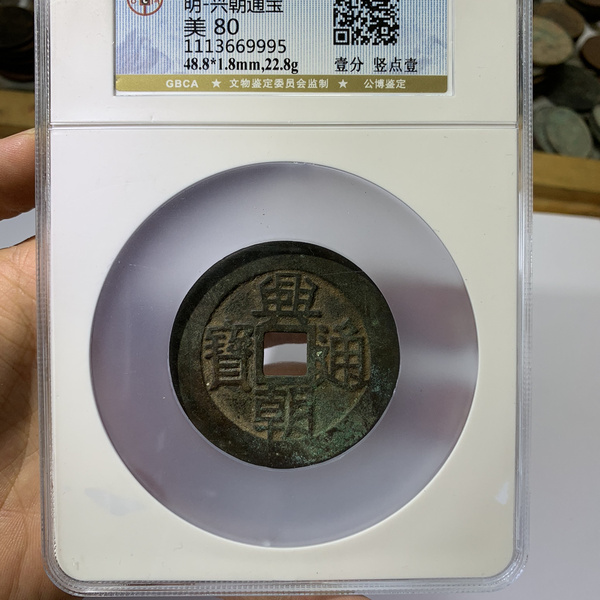 明-兴朝通宝
美 80
1113669995
48.8*1.8mm,22.8g 壹分 竖点壹
GBCA ★ 文物鉴定委员会监制 ★ 公博鉴定
興
寶 通
朝